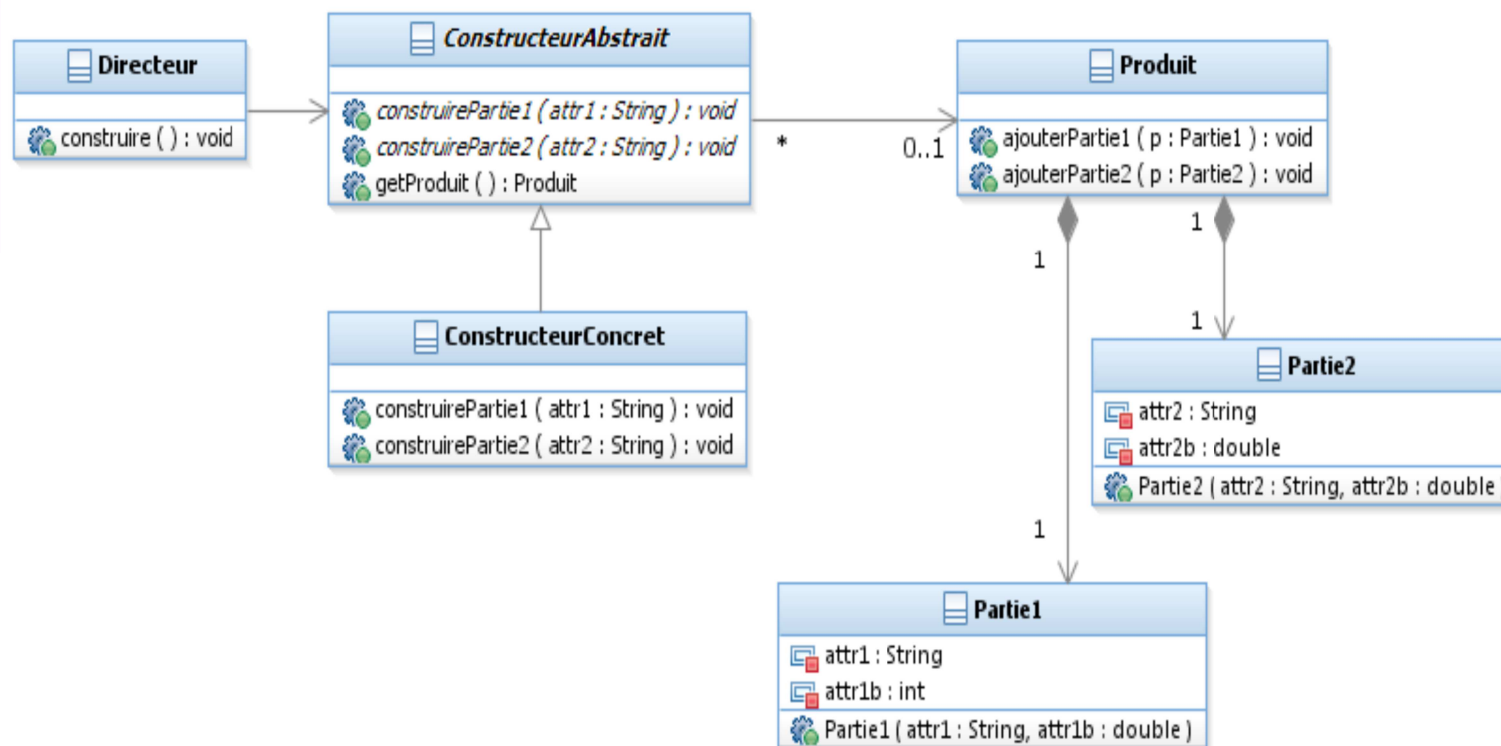 Directeur
construire ( ) : void
ConstructeurAbstrait
construirePartie1 ( attr1 : String ) : void
construirePartie2 ( attr2 : String ) : void
getProduit ( ) : Produit
*
0..1
Produit
ajouterPartie1 ( p : Partie1 ) : void
ajouterPartie2 ( p : Partie2 ) : void
1
1
ConstructeurConcret
construirePartie1 ( attr1 : String ) : void
construirePartie2 ( attr2 : String ) : void
1
Partie2
attr2 : String
attr2b : double
Partie2 ( attr2 : String, attr2b : double
1
Partie1
attr1 : String
attr1b : int
Partie1 ( attr1 : String, attr1b : double )